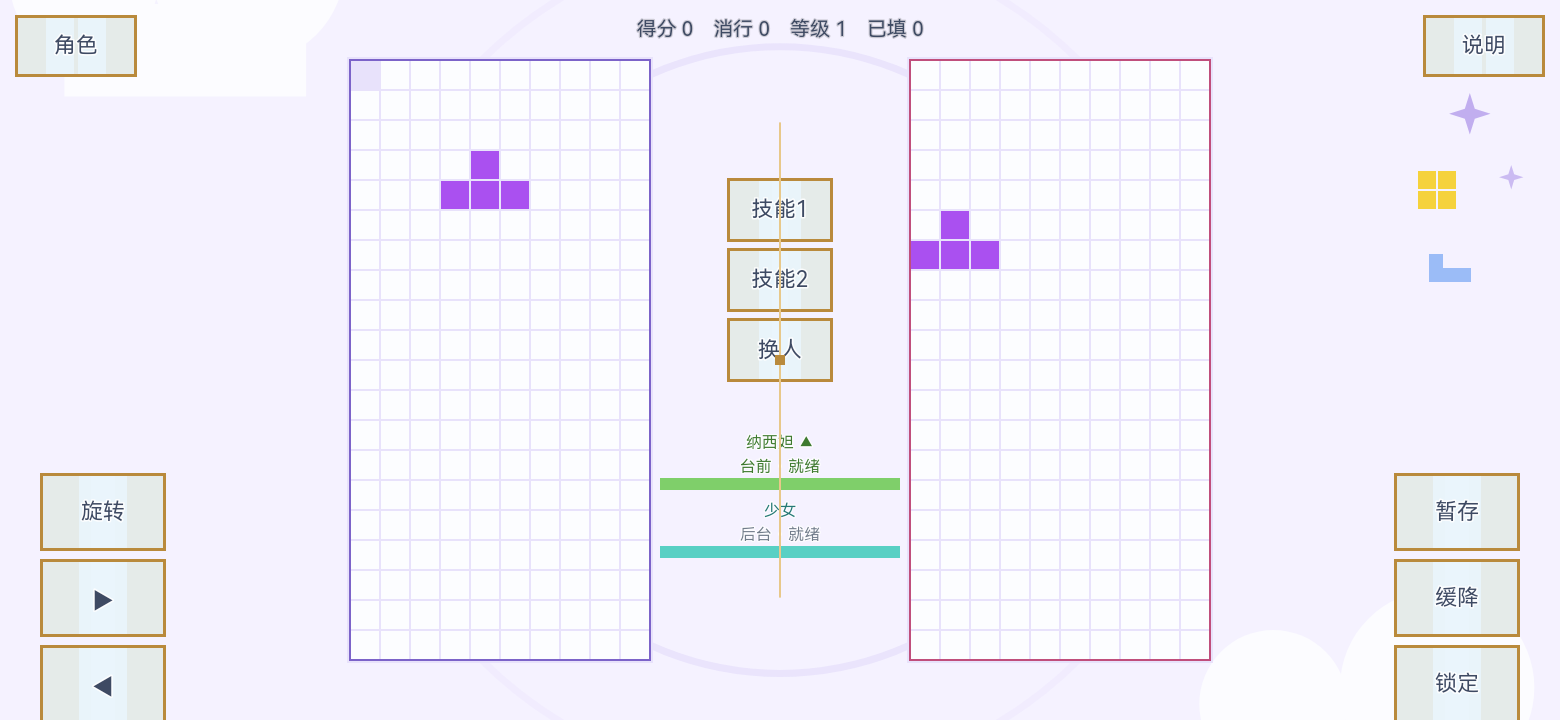 得分 0 消行 0 等级 1 已填 0
角色
说明
技能1
技能2
换人
纳西妲 ▲
台前 就绪
少女
后台 就绪
旋转
▶
◀
暂存
缓降
锁定